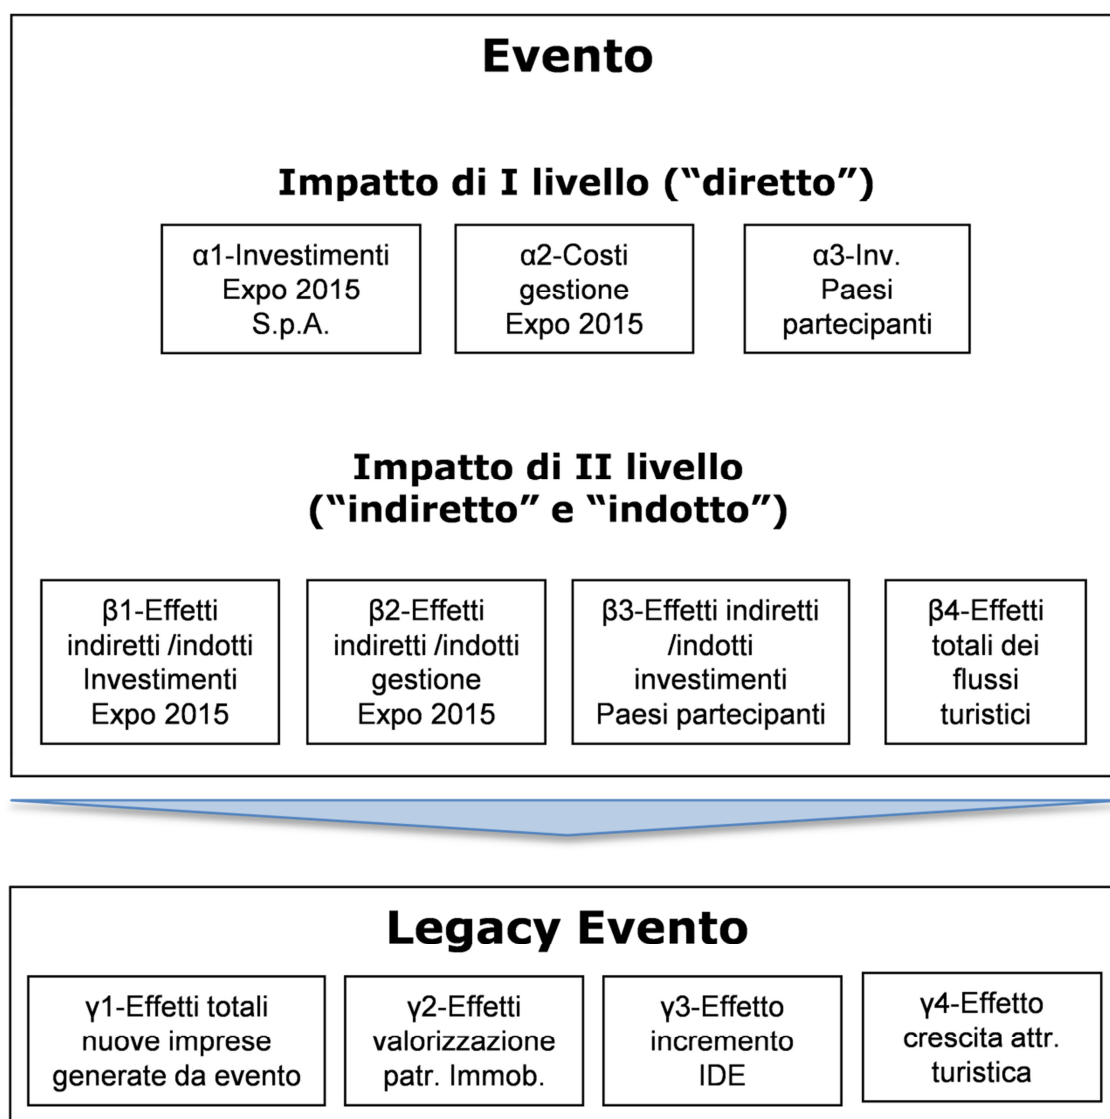 Evento
Impatto di I livello (“diretto”)
α1-Investimenti
Expo 2015
S.p.A.
α2-Costi
gestione
Expo 2015
α3-Inv.
Paesi
partecipanti
Impatto di II livello
(“indiretto” e “indotto”)
β1-Effetti
indiretti /indotti
Investimenti
Expo 2015
β2-Effetti
indiretti /indotti
gestione
Expo 2015
β3-Effetti indiretti
/indotti
investimenti
Paesi partecipanti
β4-Effetti
totali dei
flussi
turistici
Legacy Evento
γ1-Effetti totali
nuove imprese
generate da evento
γ2-Effetti
valorizzazione
patr. Immob.
γ3-Effetto
incremento
IDE
γ4-Effetto
crescita attr.
turistica